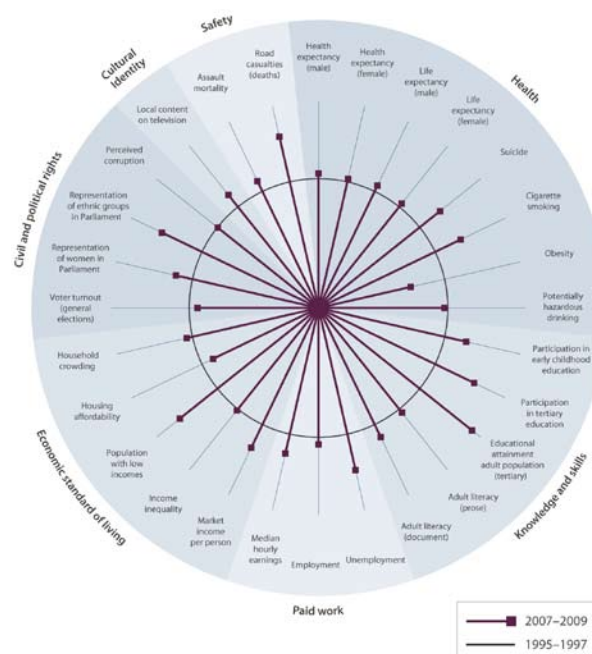 Safety
Cultural
Identity
Health
Civil and political rights
Economic standard of living
Paid work
Knowledge and skills
Health
expectancy
(male)
Health
expectancy
(female)
Life
expectancy
(male)
Life
expectancy
(female)
Suicide
Cigarette
smoking
Obesity
Potentially
hazardous
drinking
Participation in
early childhood
education
Participation
in tertiary
education
Educational
attainment
adult population
(tertiary)
Adult literacy
(prose)
Adult literacy
(document)
Unemployment
Employment
Median
hourly
earnings
Market
income
per person
Income
inequality
Population
with low
incomes
Housing
affordability
Household
crowding
Voter turnout
(general
elections)
Representation
of women in
Parliament
Representation
of ethnic groups
in Parliament
Perceived
corruption
Local content
on television
Assault
mortality
Road
casualties
(deaths)
2007–2009
1995–1997